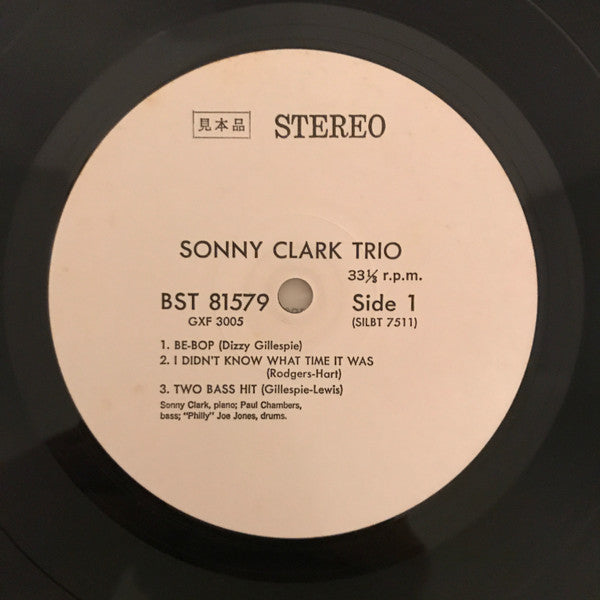 見本品 STEREO
SONNY CLARK TRIO
33⅓ r.p.m.
BST 81579 Side 1
GXF 3005 (SILBT 7511)
1. BE-BOP (Dizzy Gillespie)
2. I DIDN'T KNOW WHAT TIME IT WAS
(Rodgers-Hart)
3. TWO BASS HIT (Gillespie-Lewis)
Sonny Clark, piano; Paul Chambers,
bass; "Philly" Joe Jones, drums.